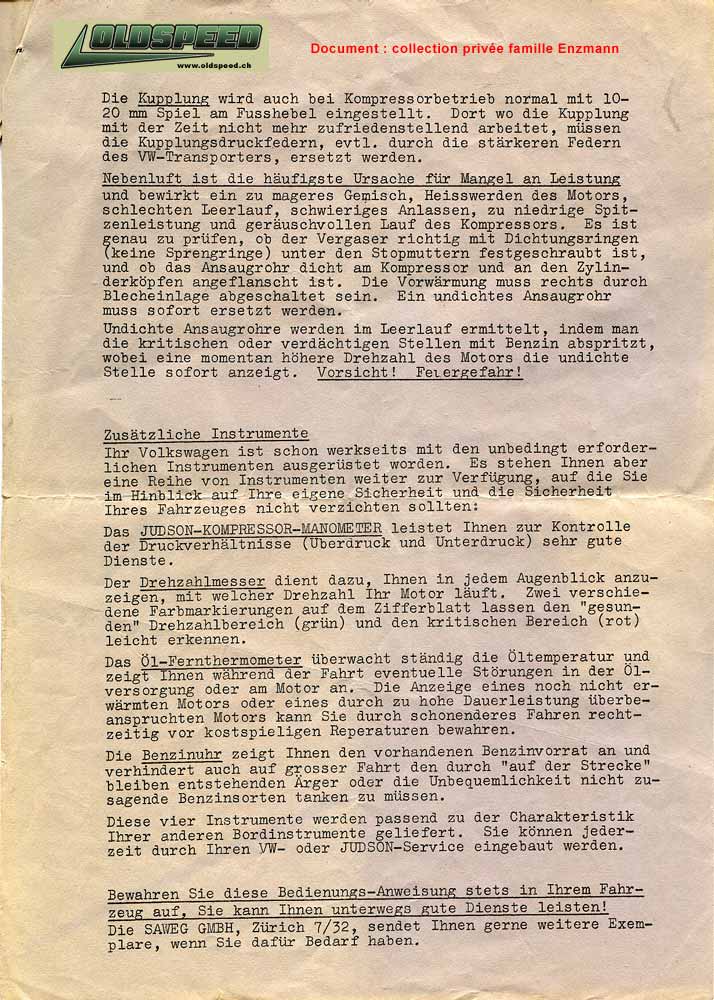 OLDSPEED
www.oldspeed.ch
Document : collection privée famille Enzmann
Die Kupplung wird auch bei Kompressorbetrieb normal mit 10-
20 mm Spiel am Fusshebel eingestellt.  Dort wo die Kupplung
mit der Zeit nicht mehr zufriedenstellend arbeitet, müssen
die Kupplungsdruckfedern, evtl. durch die stärkeren Federn
des VW-Transporters, ersetzt werden.
Nebenluft ist die häufigste Ursache für Mangel an Leistung
und bewirkt ein zu mageres Gemisch, Heisswerden des Motors,
schlechten Leerlauf, schwieriges Anlassen, zu niedrige Spit-
zenleistung und geräuschvollen Lauf des Kompressors.  Es ist
genau zu prüfen, ob der Vergaser richtig mit Dichtungsringen
(keine Sprengringe) unter den Stopmuttern festgeschraubt ist,
und ob das Ansaugrohr dicht am Kompressor und an den Zylin-
derköpfen angeflanscht ist.  Die Vorwärmung muss rechts durch
Blecheinlage abgeschaltet sein.  Ein undichtes Ansaugrohr
muss sofort ersetzt werden.
Undichte Ansaugrohre werden im Leerlauf ermittelt, indem man
die kritischen oder verdächtigen Stellen mit Benzin abspritzt,
wobei eine momentan höhere Drehzahl des Motors die undichte
Stelle sofort anzeigt.  Vorsicht!  Feuergefahr!
Zusätzliche Instrumente
Ihr Volkswagen ist schon werkseits mit den unbedingt erforder-
lichen Instrumenten ausgerüstet worden.  Es stehen Ihnen aber
eine Reihe von Instrumenten weiter zur Verfügung, auf die Sie
im Hinblick auf Ihre eigene Sicherheit und die Sicherheit
Ihres Fahrzeuges nicht verzichten sollten:
Das JUDSON-KOMPRESSOR-MANOMETER leistet Ihnen zur Kontrolle
der Druckverhältnisse (Überdruck und Unterdruck) sehr gute
Dienste.
Der Drehzahlmesser dient dazu, Ihnen in jedem Augenblick anzu-
zeigen, mit welcher Drehzahl Ihr Motor läuft.  Zwei verschie-
dene Farbmarkierungen auf dem Zifferblatt lassen den "gesun-
den" Drehzahlbereich (grün) und den kritischen Bereich (rot)
leicht erkennen.
Das Öl-Fernthermometer überwacht ständig die Öltemperatur und
zeigt Ihnen während der Fahrt eventuelle Störungen in der Öl-
versorgung oder am Motor an.  Die Anzeige eines noch nicht er-
wärmten Motors oder eines durch zu hohe Dauerleistung überbe-
anspruchten Motors kann Sie durch schonenderes Fahren recht-
zeitig vor kostspieligen Reperaturen bewahren.
Die Benzinuhr zeigt Ihnen den vorhandenen Benzinvorrat an und
verhindert auch auf grosser Fahrt den durch "auf der Strecke"
bleiben entstehenden Ärger oder die Unbequemlichkeit nicht zu-
sagende Benzinsorten tanken zu müssen.
Diese vier Instrumente werden passend zu der Charakteristik
Ihrer anderen Bordinstrumente geliefert.  Sie können jeder-
zeit durch Ihren VW- oder JUDSON-Service eingebaut werden.
Bewahren Sie diese Bedienungs-Anweisung stets in Ihrem Fahr-
zeug auf, Sie kann Ihnen unterwegs gute Dienste leisten!
Die SAWEG GMBH, Zürich 7/32, sendet Ihnen gerne weitere Exem-
plare, wenn Sie dafür Bedarf haben.